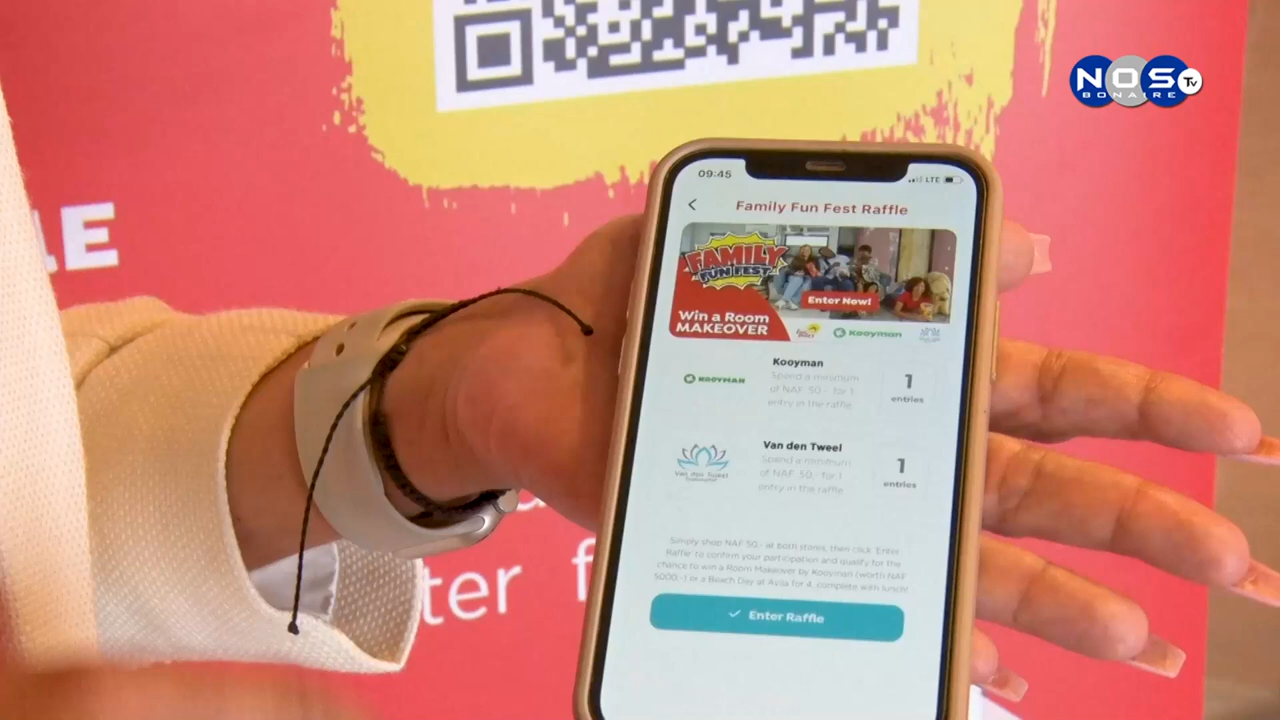 NOS TV
BONAIRE
LE
ter f
09:45
LTE
Family Fun Fest Raffle
FAMILY
FUN FEST
Enter Now!
Win a Room
MAKEOVER
Kooyman
Kooyman
Spend a minimum
of NAF 50,- for 1
entry in the raffle
KOOYMAN
1
entries
Van den Tweel
Spend a minimum
of NAF 50,- for 1
entry in the raffle
Van den Tweel
1
entries
Simply shop NAF 50,- at both stores, then click 'Enter
Raffle' to confirm your participation and qualify for the
chance to win a Room Makeover by Kooyman (worth NAF
5000,-) or a Beach Day at Avila for 4, complete with lunch!
Enter Raffle